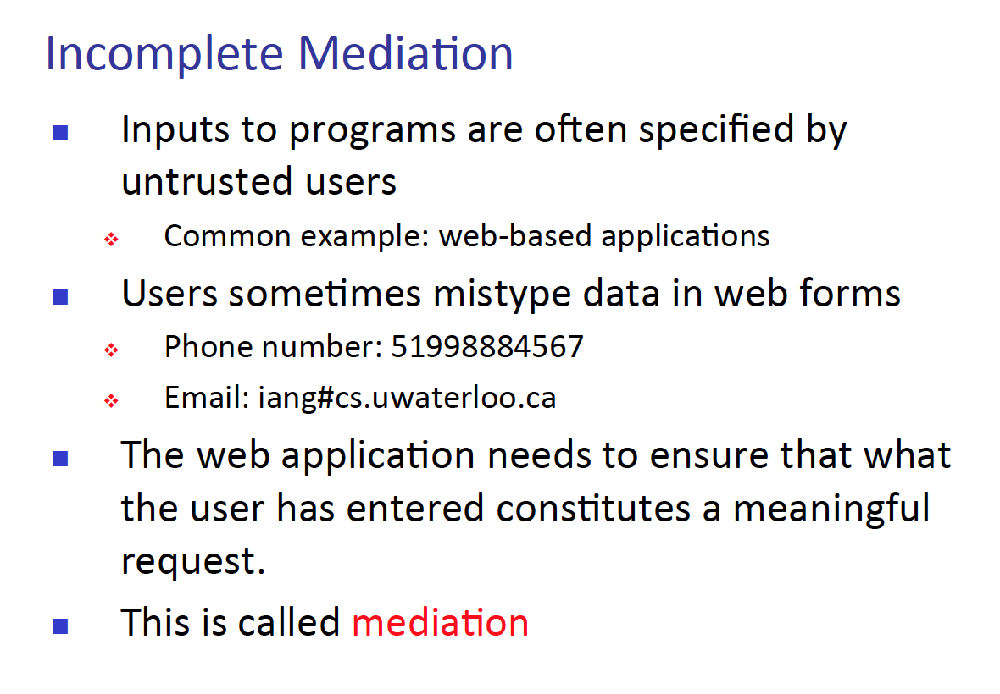 Incomplete Mediation
Inputs to programs are often specified by
untrusted users
Common example: web-based applications
Users sometimes mistype data in web forms
Phone number: 51998884567
Email: iang#cs.uwaterloo.ca
The web application needs to ensure that what
the user has entered constitutes a meaningful
request.
This is called mediation